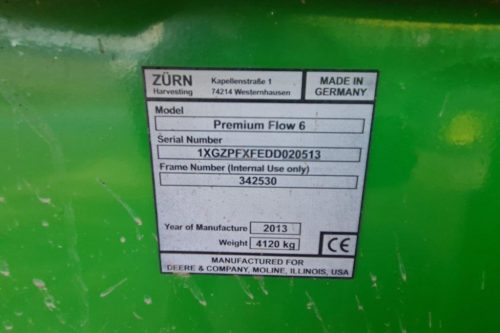 ZÜRN Kapellenstraße 1 MADE IN
Harvesting 74214 Westernhausen GERMANY
Model
Premium Flow 6
Serial Number
1XGZPFXFEDD020513
Frame Number (Internal Use only)
342530
Year of Manufacture 2013
Weight 4120 kg CE
MANUFACTURED FOR
DEERE & COMPANY, MOLINE, ILLINOIS, USA